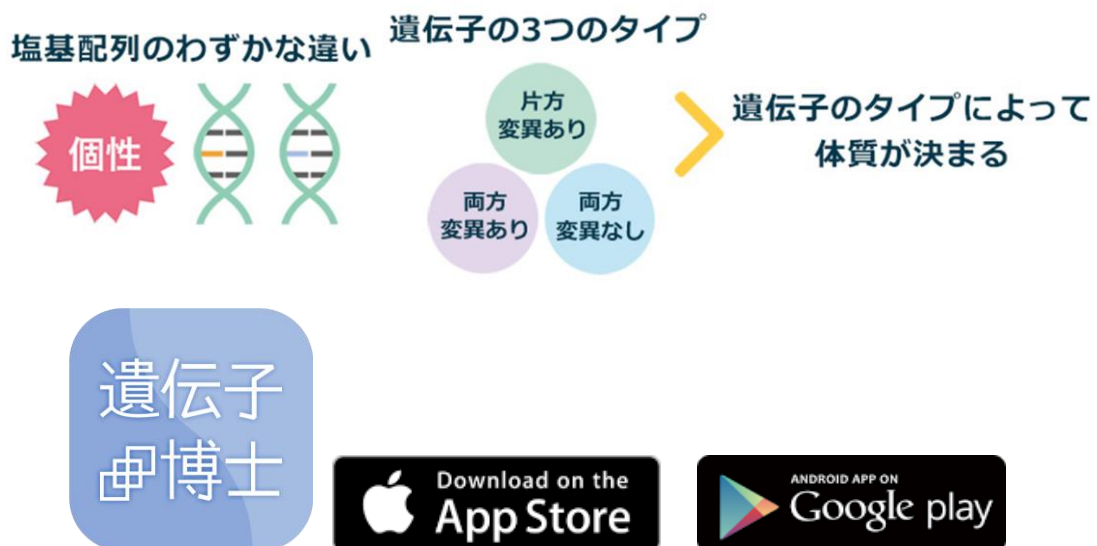 塩基配列のわずかな違い
個性
遺伝子の3つのタイプ
片方
変異あり
両方
変異あり
両方
変異なし
遺伝子のタイプによって
体質が決まる
遺伝子
博士
Download on the
App Store
ANDROID APP ON
Google play